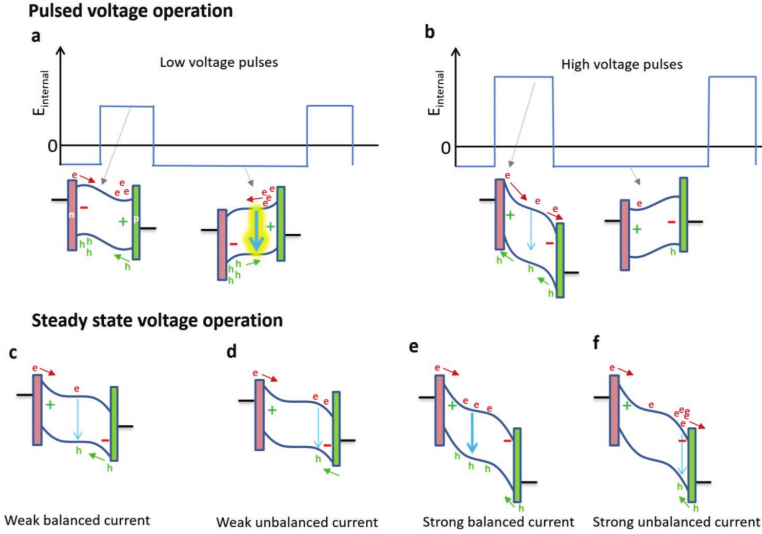 Pulsed voltage operation
a
b
E internal
Low voltage pulses
0
e
e
e
e e
n
-
+
p
h
h h
h
h
e
e e
e
-
+
h
h h
h h
E internal
High voltage pulses
0
e
e
e
+
-
h
h
h
e
+
-
h
Steady state voltage operation
c
d
e
f
e
e
+
-
h
h
e
e e
+
-
h
h
e
e e e
+
-
h h h
h
e
e
e e e
e e
+
-
h
h
Weak balanced current
Weak unbalanced current
Strong balanced current
Strong unbalanced current